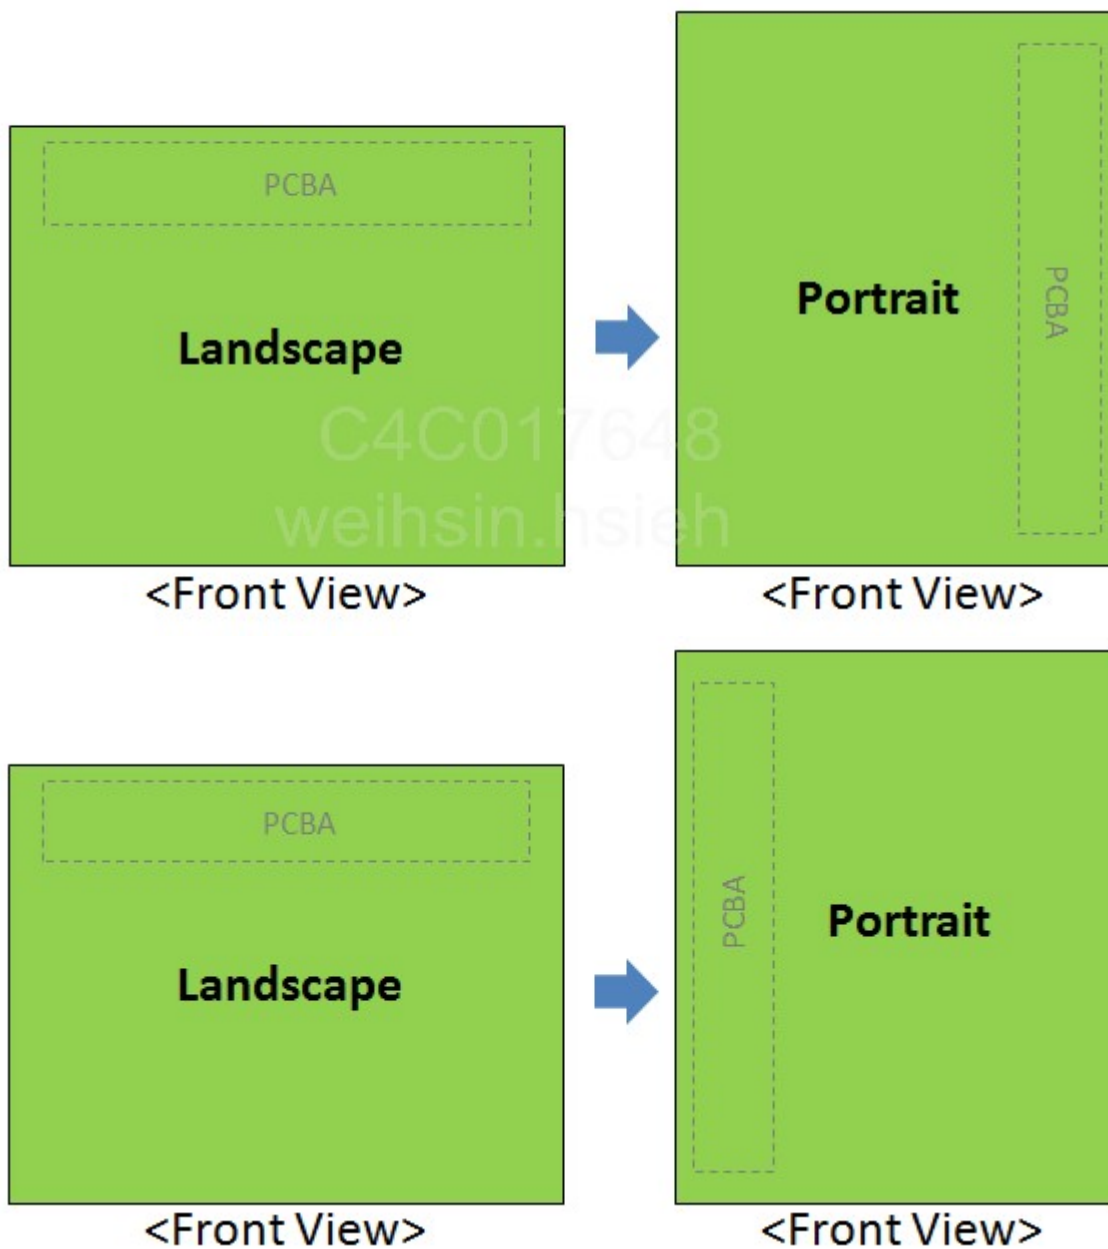 PCBA
Landscape
<Front View>
PCBA
Portrait
<Front View>
C4C017648
weihsin.hsieh
PCBA
Landscape
<Front View>
PCBA
Portrait
<Front View>